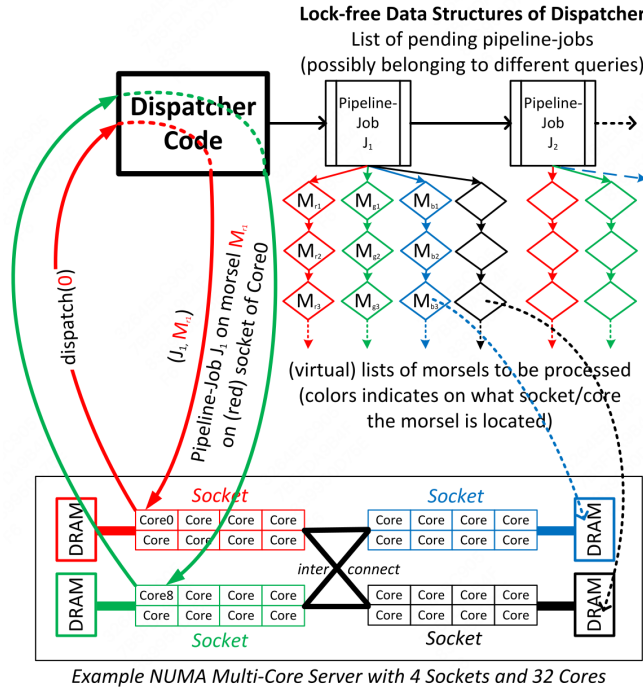 Lock-free Data Structures of Dispatcher
List of pending pipeline-jobs
(possibly belonging to different queries)
Dispatcher
Code
Pipeline-
Job
J1
Pipeline-
Job
J2
Mr1
Mg1
Mb1
Mr2
Mg2
Mb2
Mr3
Mg3
Mb3
dispatch(0)
(J1, Mr1)
Pipeline-Job J1 on morsel Mr1
on (red) socket of Core0
(virtual) lists of morsels to be processed
(colors indicates on what socket/core
the morsel is located)
Socket
Socket
DRAM
Core0 Core Core Core
Core Core Core Core
Core Core Core Core
Core Core Core Core
DRAM
inter connect
DRAM
Core8 Core Core Core
Core Core Core Core
Core Core Core Core
Core Core Core Core
DRAM
Socket
Socket
Example NUMA Multi-Core Server with 4 Sockets and 32 Cores